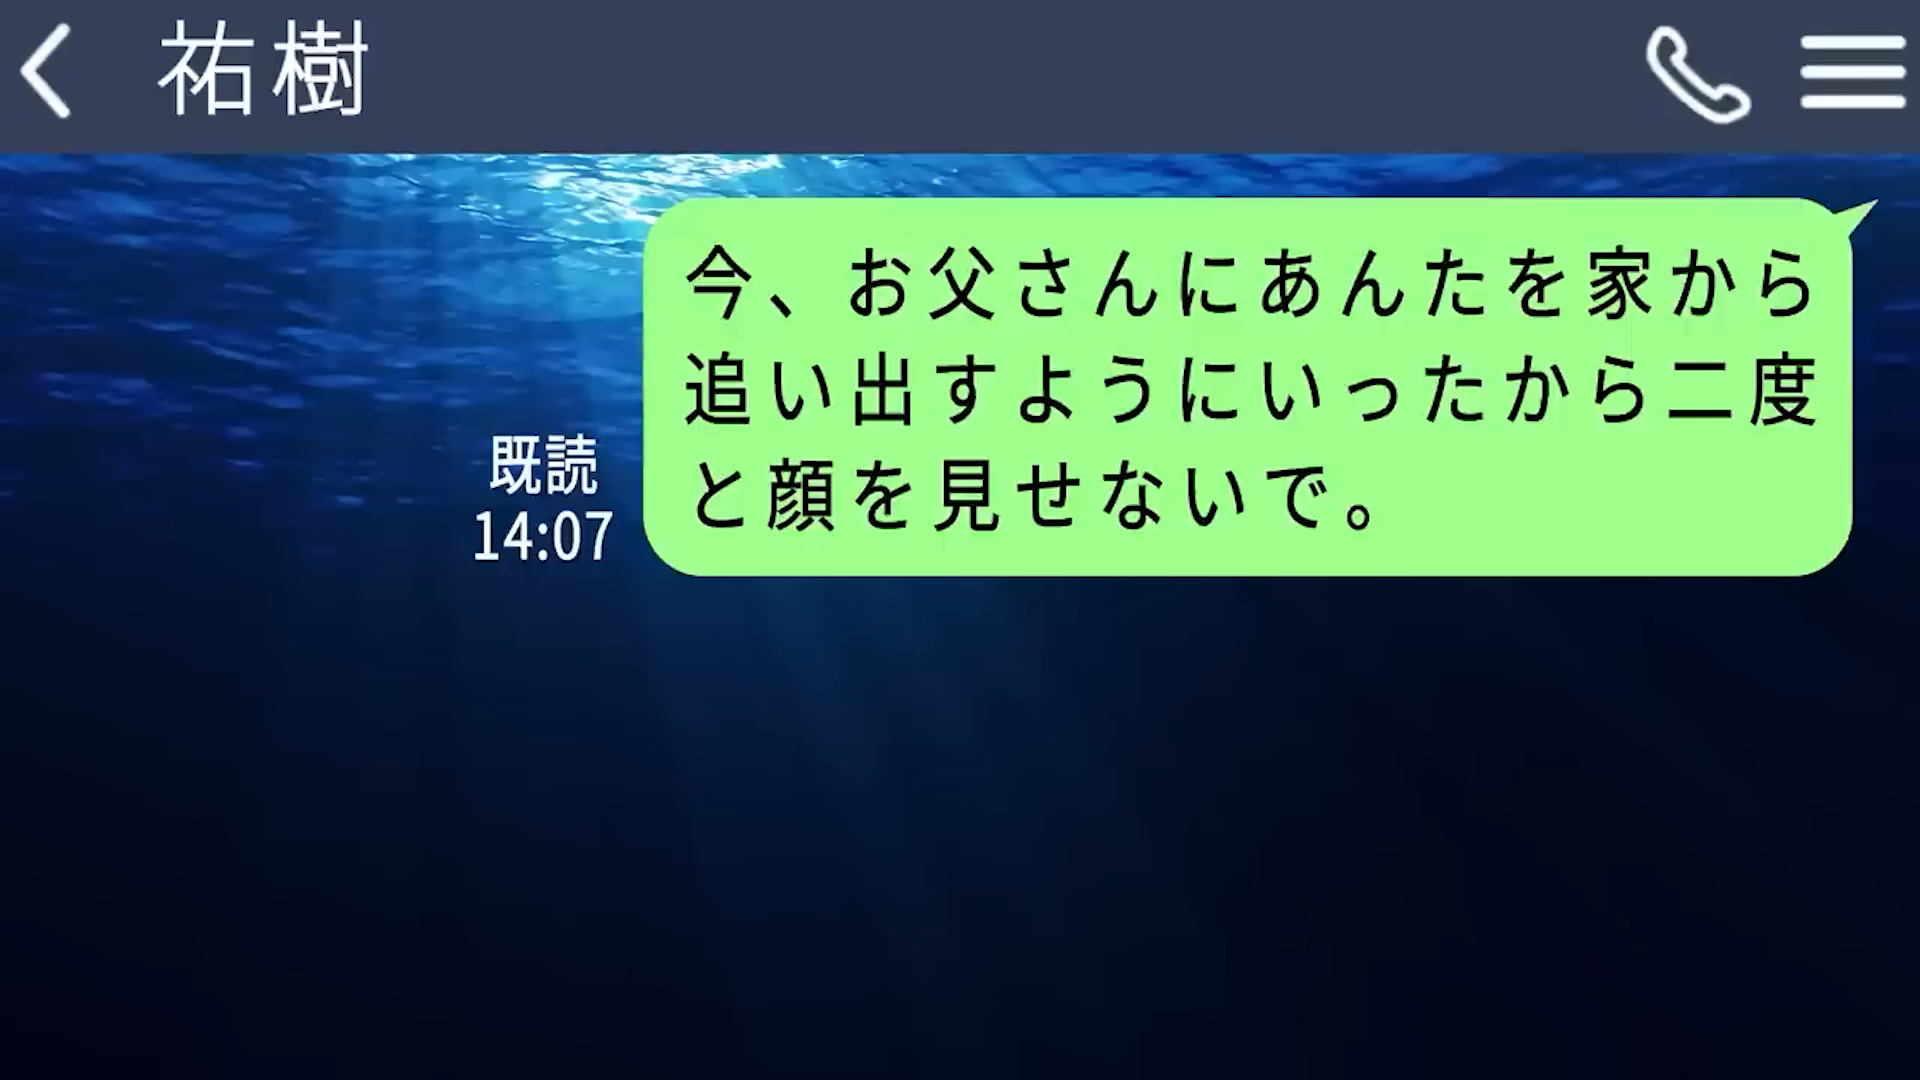 祐樹
今、お父さんにあんたを家から
追い出すようにいったから二度
と顔を見せないで。
既読
14:07